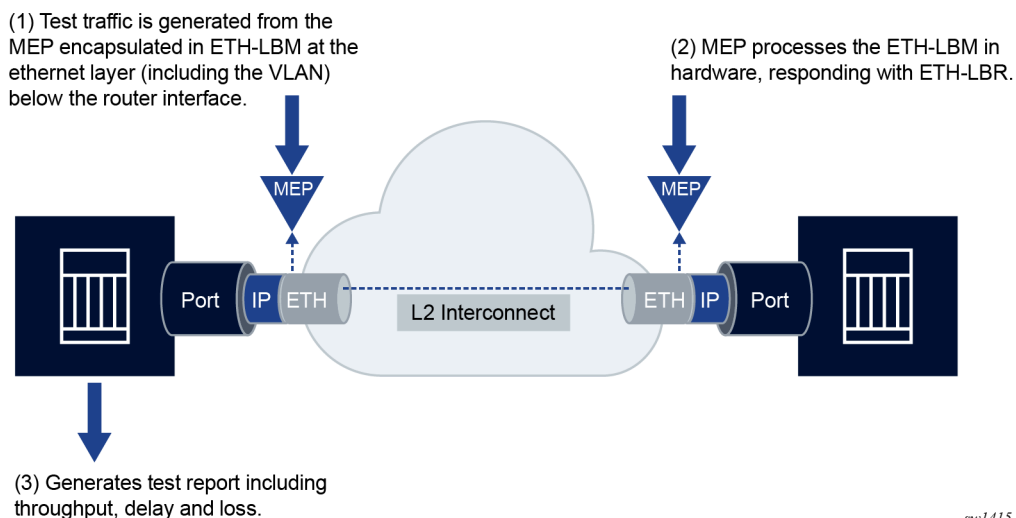 (1) Test traffic is generated from the
MEP encapsulated in ETH-LBM at the
ethernet layer (including the VLAN)
below the router interface.
(2) MEP processes the ETH-LBM in
hardware, responding with ETH-LBR.
MEP
MEP
Port
IP
ETH
L2 Interconnect
ETH
IP
Port
(3) Generates test report including
throughput, delay and loss.